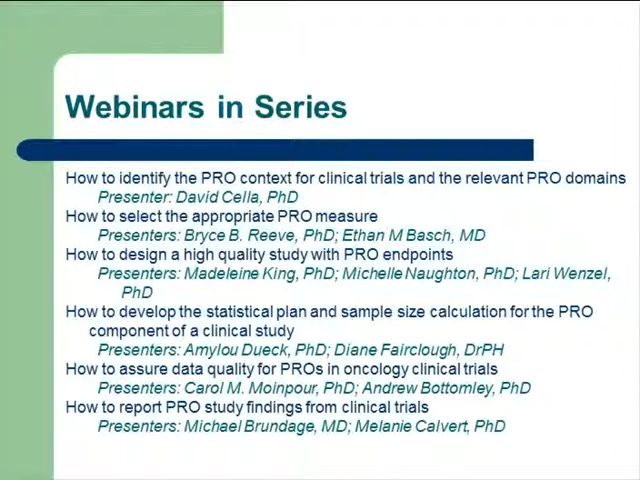 Webinars in Series
How to identify the PRO context for clinical trials and the relevant PRO domains
Presenter: David Cella, PhD
How to select the appropriate PRO measure
Presenters: Bryce B. Reeve, PhD; Ethan M Basch, MD
How to design a high quality study with PRO endpoints
Presenters: Madeleine King, PhD; Michelle Naughton, PhD; Lari Wenzel,
PhD
How to develop the statistical plan and sample size calculation for the PRO
component of a clinical study
Presenters: Amylou Dueck, PhD; Diane Fairclough, DrPH
How to assure data quality for PROs in oncology clinical trials
Presenters: Carol M. Moinpour, PhD; Andrew Bottomley, PhD
How to report PRO study findings from clinical trials
Presenters: Michael Brundage, MD; Melanie Calvert, PhD